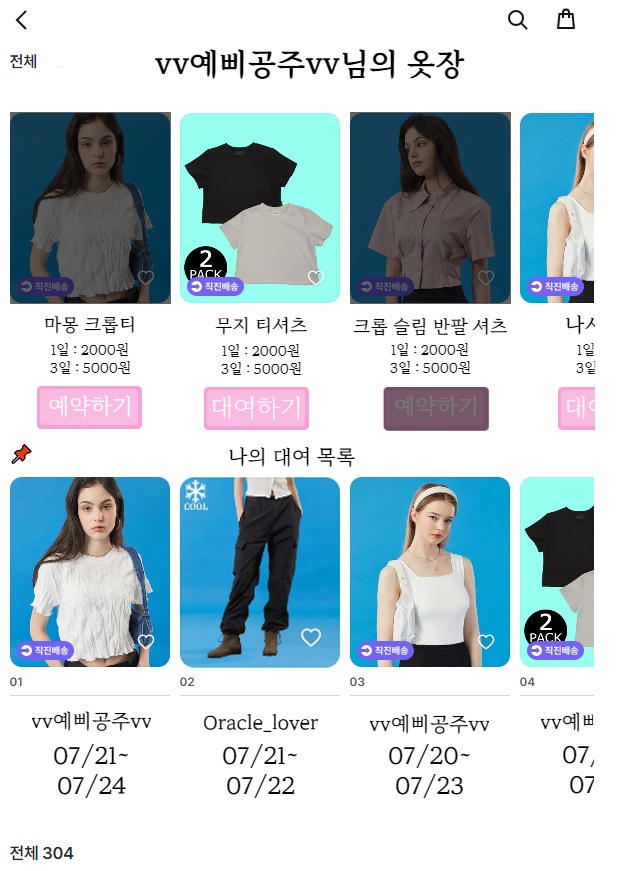 전체
vv예삐공주vv님의 옷장
직진배송
2
PACK
직진배송
직진배송
직진배송
마몽 크롭티
무지 티셔츠
크롭 슬림 반팔 셔츠
나시
1일 : 2000원
1일 : 2000원
1일 : 2000원
1일
3일 : 5000원
3일 : 5000원
3일 : 5000원
3일
예약하기
대여하기
예약하기
대여
나의 대여 목록
COOL
2
PACK
직진배송
직진배송
직진배송
01
02
03
04
vv예삐공주vv
Oracle_lover
vv예삐공주vv
vv예삐
07/21~
07/21~
07/20~
07/
07/24
07/22
07/23
07
전체 304